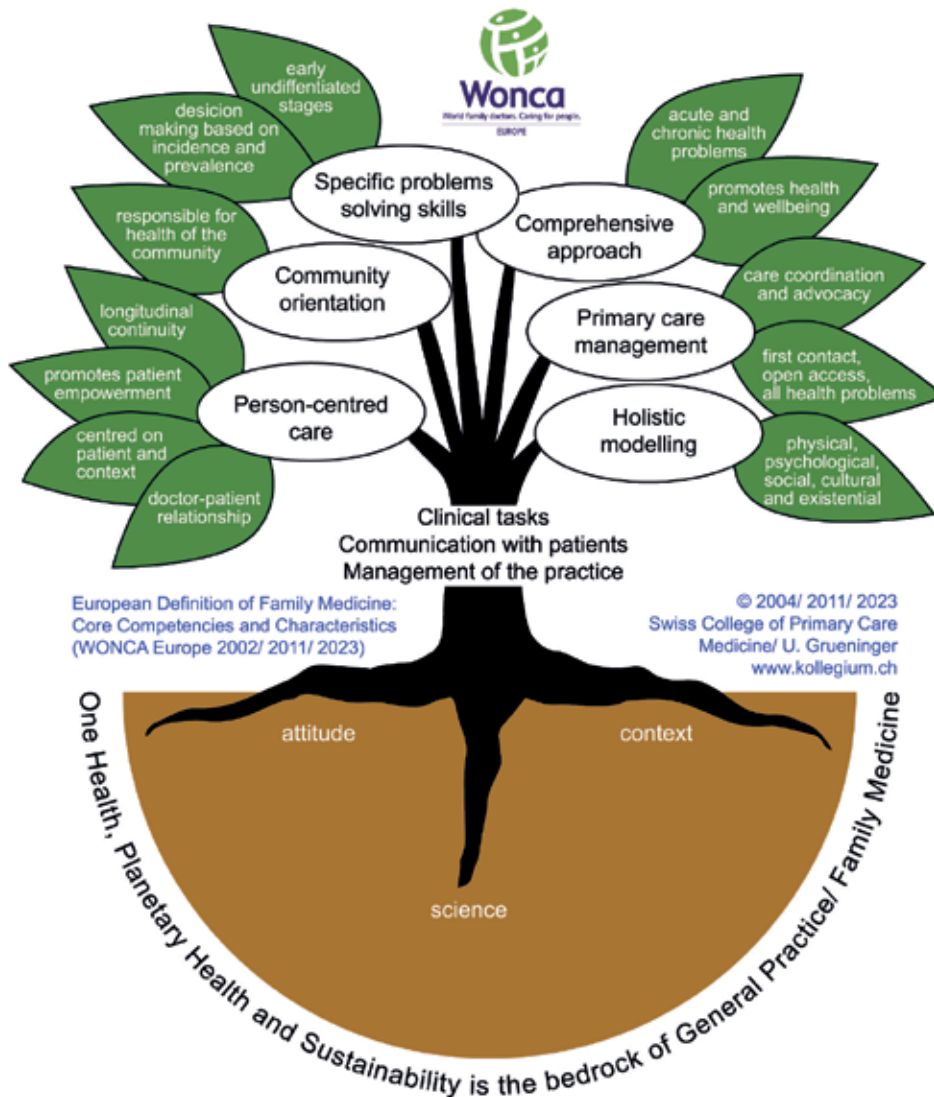 Wonca
World family doctors. Caring for people.
EUROPE
early
undiffentiated
stages
desicion
making based on
incidence and
prevalence
responsible for
health of the
community
longitudinal
continuity
promotes patient
empowerment
centred on
patient and
context
doctor-patient
relationship
Specific problems
solving skills
Community
orientation
Person-centred
care
Comprehensive
approach
Primary care
management
Holistic
modelling
acute and
chronic health
problems
promotes health
and wellbeing
care coordination
and advocacy
first contact,
open access,
all health problems
physical,
psychological,
social, cultural
and existential
Clinical tasks
Communication with patients
Management of the practice
European Definition of Family Medicine:
Core Competencies and Characteristics
(WONCA Europe 2002/ 2011/ 2023)
© 2004/ 2011/ 2023
Swiss College of Primary Care
Medicine/ U. Grueninger
www.kollegium.ch
attitude
context
science
One Health, Planetary Health and Sustainability is the bedrock of General Practice/ Family Medicine